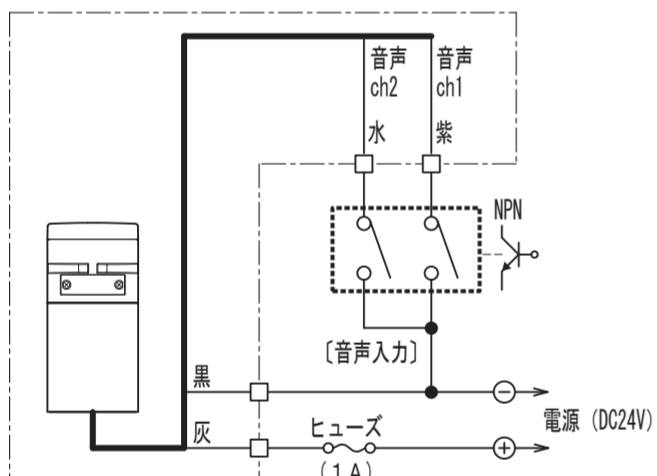 音声
ch2
音声
ch1
水
紫
NPN
〔音声入力〕
黒
灰
ヒューズ
(1A)
電源 (DC24V)